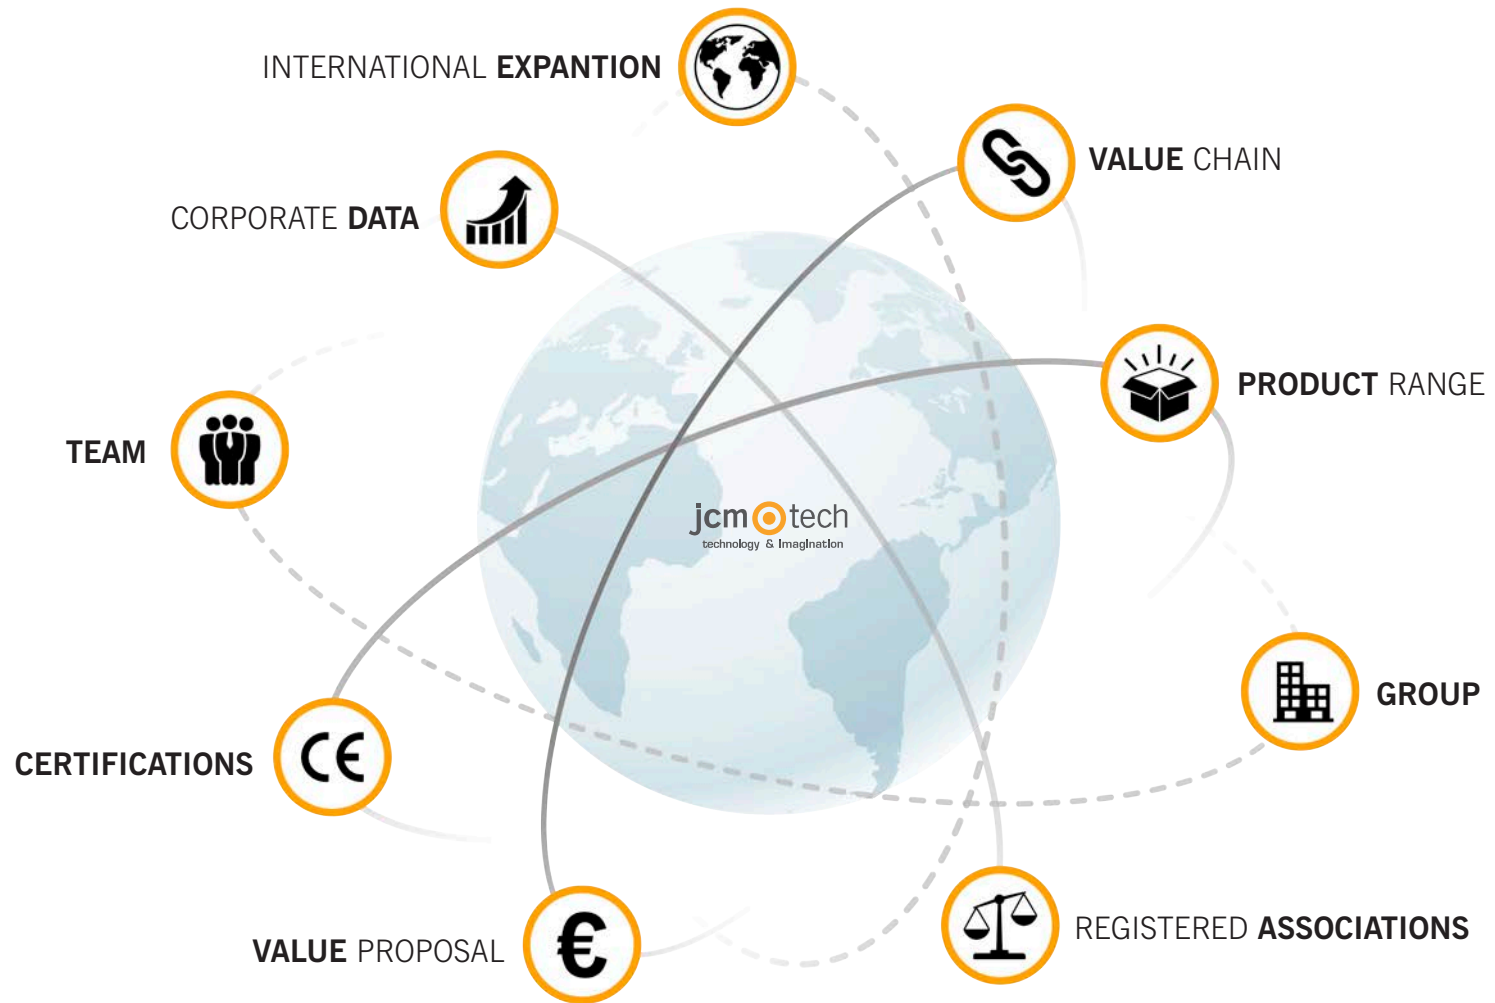 INTERNATIONAL EXPANTION
VALUE CHAIN
CORPORATE DATA
PRODUCT RANGE
TEAM
jcm tech
technology & imagination
GROUP
CERTIFICATIONS
CE
€
VALUE PROPOSAL
REGISTERED ASSOCIATIONS